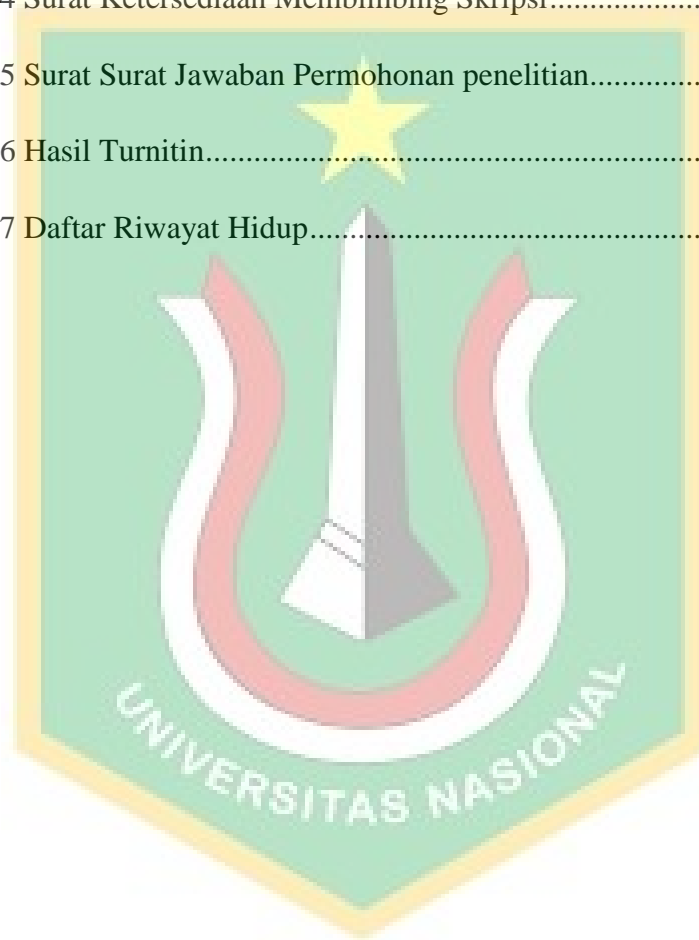 4 Surat Ketersediaan Membimbing Skripsi....................
5 Surat Surat Jawaban Permohonan penelitian..............
6 Hasil Turnitin..............................................................
7 Daftar Riwayat Hidup.................................................
UNIVERSITAS NASIONAL